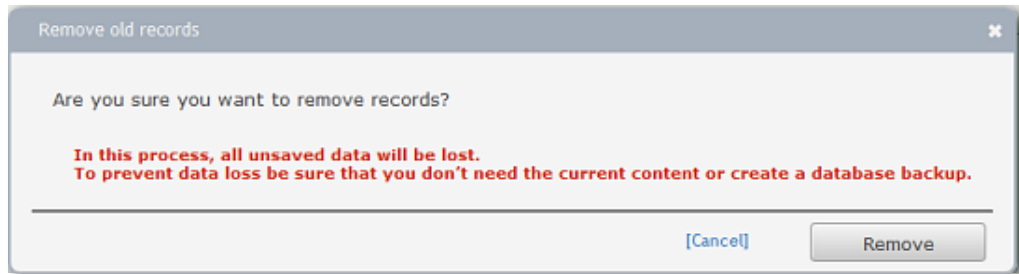 Remove old records
Are you sure you want to remove records?
In this process, all unsaved data will be lost.
To prevent data loss be sure that you don't need the current content or create a database backup.
[Cancel]
Remove